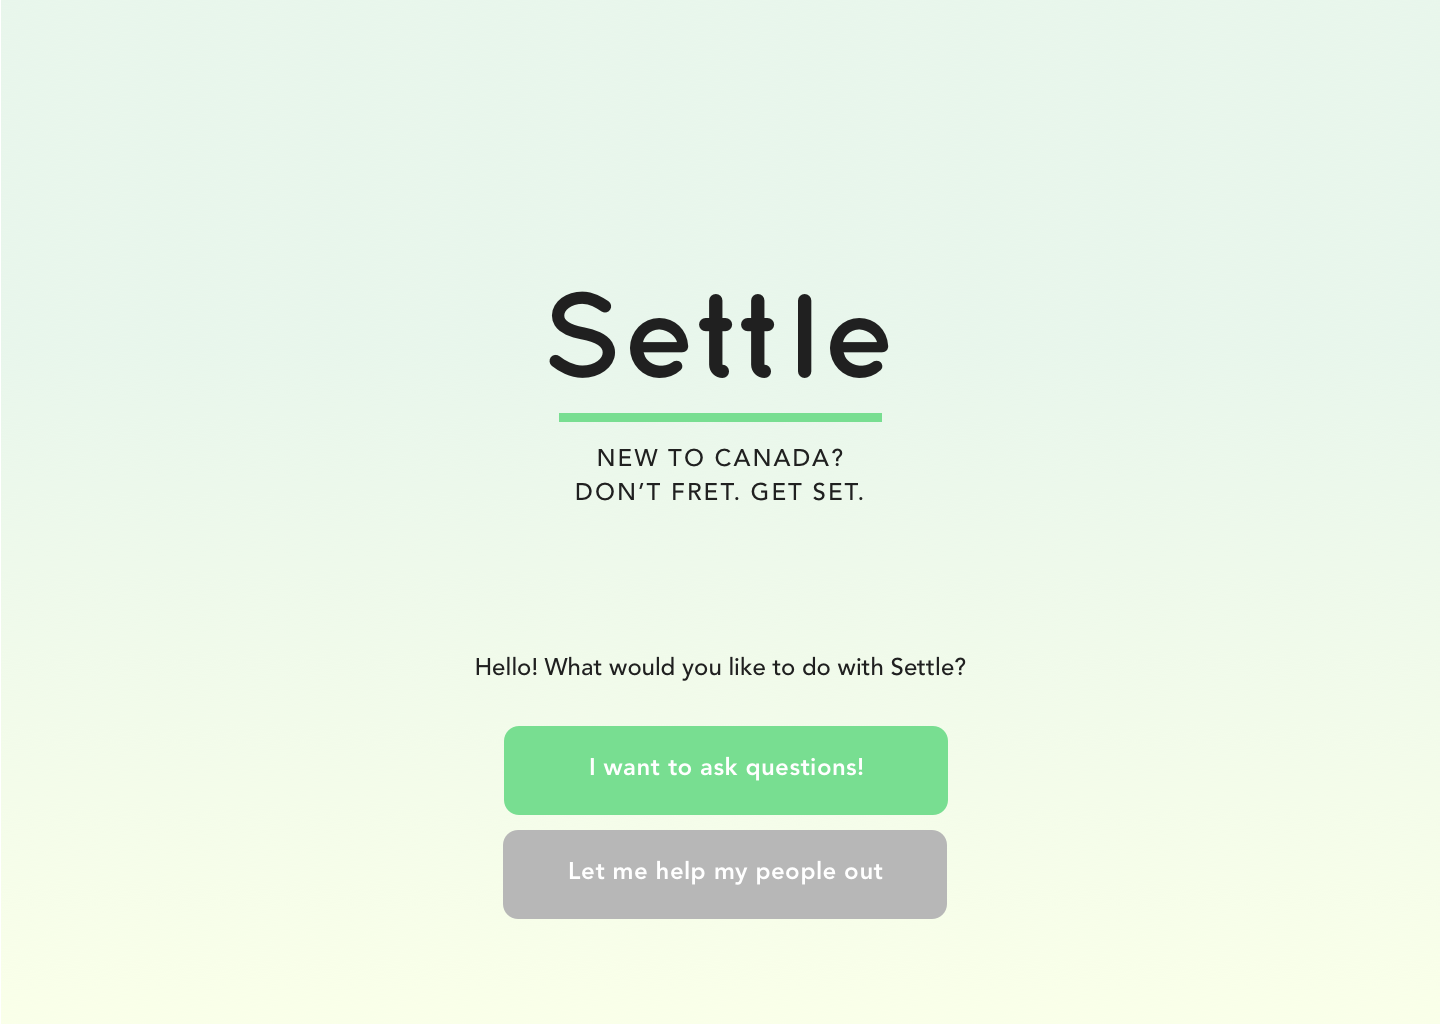 Settle
NEW TO CANADA?
DON’T FRET. GET SET.
Hello! What would you like to do with Settle?
I want to ask questions!
Let me help my people out